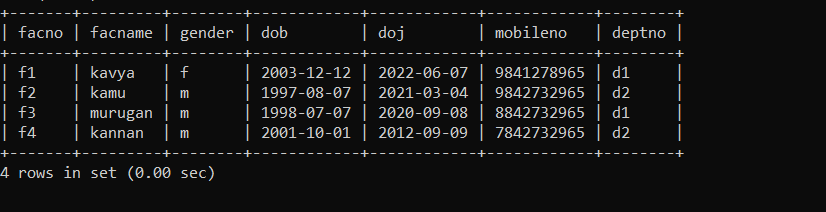 +-------+---------+--------+------------+------------+------------+--------+
| facno | facname | gender | dob        | doj        | mobileno   | deptno |
+-------+---------+--------+------------+------------+------------+--------+
| f1    | kavya   | f      | 2003-12-12 | 2022-06-07 | 9841278965 | d1     |
| f2    | kamu    | m      | 1997-08-07 | 2021-03-04 | 9842732965 | d2     |
| f3    | murugan | m      | 1998-07-07 | 2020-09-08 | 8842732965 | d1     |
| f4    | kannan  | m      | 2001-10-01 | 2012-09-09 | 7842732965 | d2     |
+-------+---------+--------+------------+------------+------------+--------+
4 rows in set (0.00 sec)